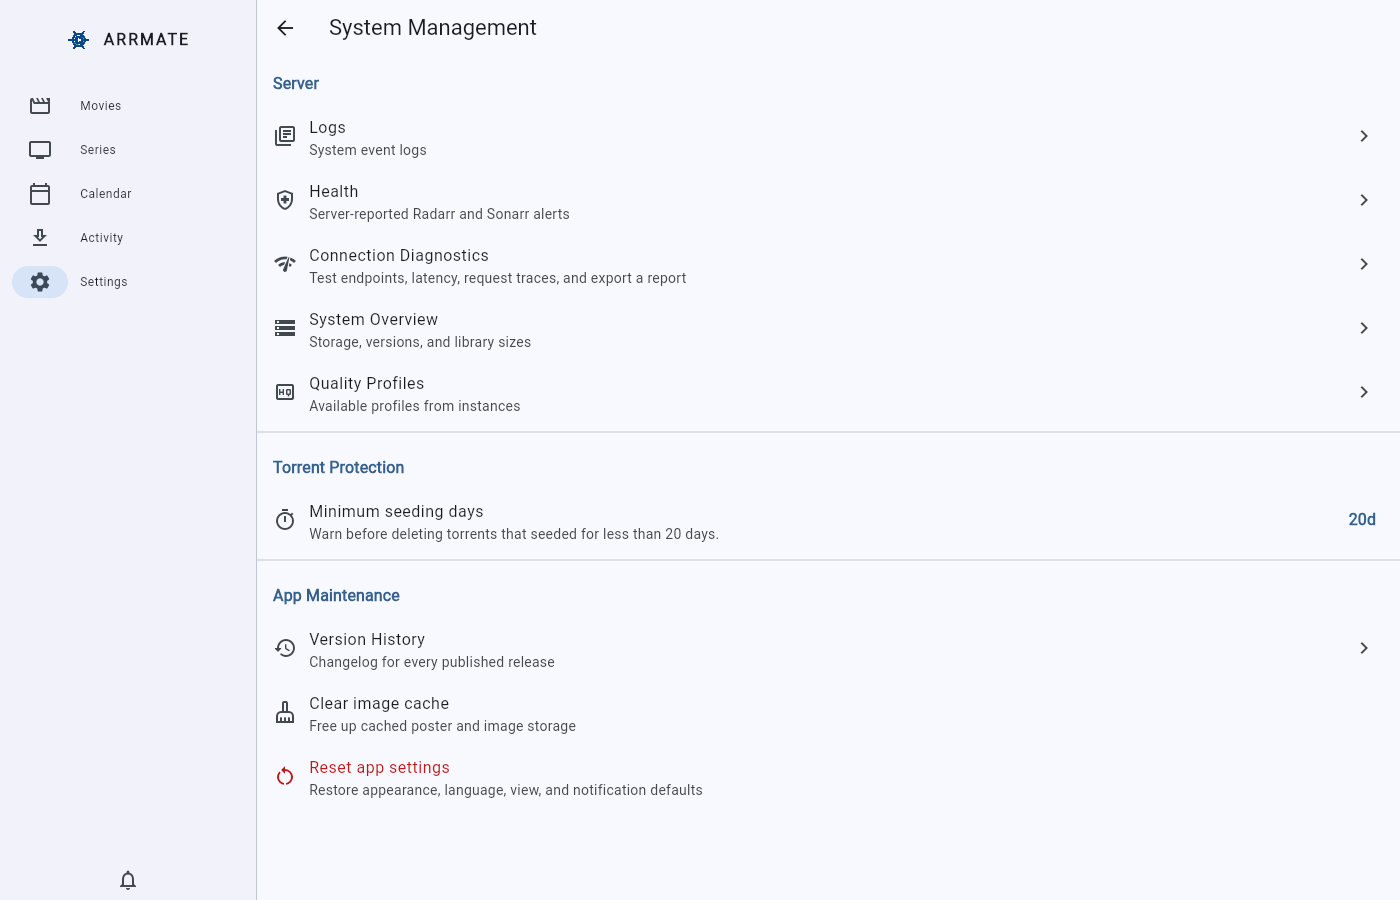 ARRMATE
Movies
Series
Calendar
Activity
Settings
System Management
Server
Logs
System event logs
Health
Server-reported Radarr and Sonarr alerts
Connection Diagnostics
Test endpoints, latency, request traces, and export a report
System Overview
Storage, versions, and library sizes
HQ
Quality Profiles
Available profiles from instances
Torrent Protection
Minimum seeding days
Warn before deleting torrents that seeded for less than 20 days.
20d
App Maintenance
Version History
Changelog for every published release
Clear image cache
Free up cached poster and image storage
Reset app settings
Restore appearance, language, view, and notification defaults